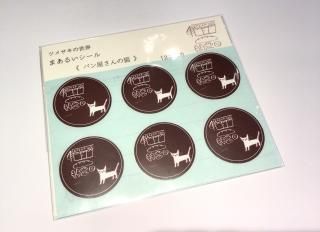 ツメサキの世界
まあるいシール
《 パン屋さんの猫 》